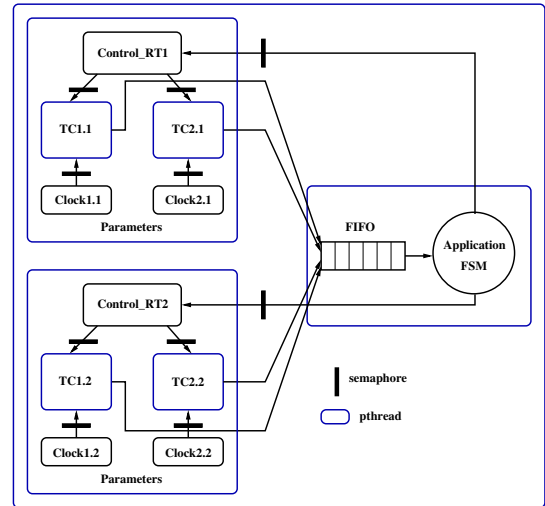 Control_RT1
TC1.1
TC2.1
Clock1.1
Clock2.1
Parameters
FIFO
Application
FSM
Control_RT2
TC1.2
TC2.2
Clock1.2
Clock2.2
Parameters
semaphore
pthread